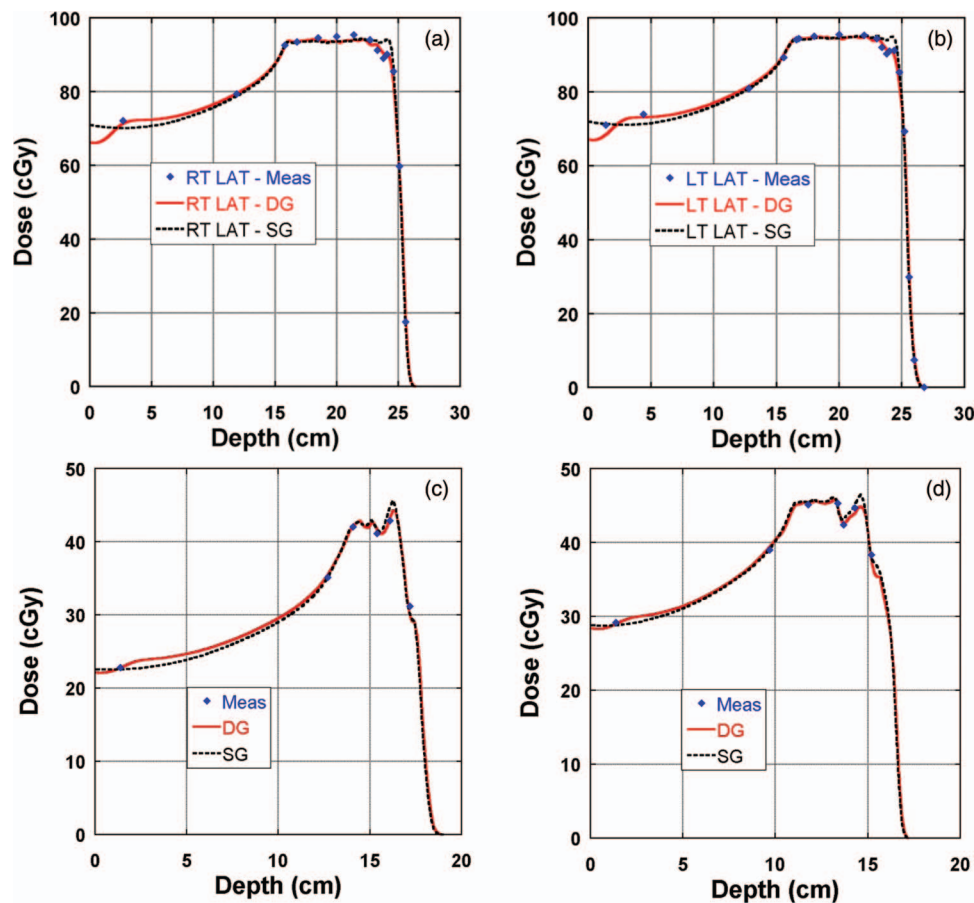 100
80
60
40
20
0
Dose (cGy)
(a)
RT LAT - Meas
RT LAT - DG
RT LAT - SG
0 5 10 15 20 25 30
Depth (cm)
100
80
60
40
20
0
Dose (cGy)
(b)
LT LAT - Meas
LT LAT - DG
LT LAT - SG
0 5 10 15 20 25 30
Depth (cm)
50
40
30
20
10
0
Dose (cGy)
(c)
Meas
DG
SG
0 5 10 15 20
Depth (cm)
50
40
30
20
10
0
Dose (cGy)
(d)
Meas
DG
SG
0 5 10 15 20
Depth (cm)